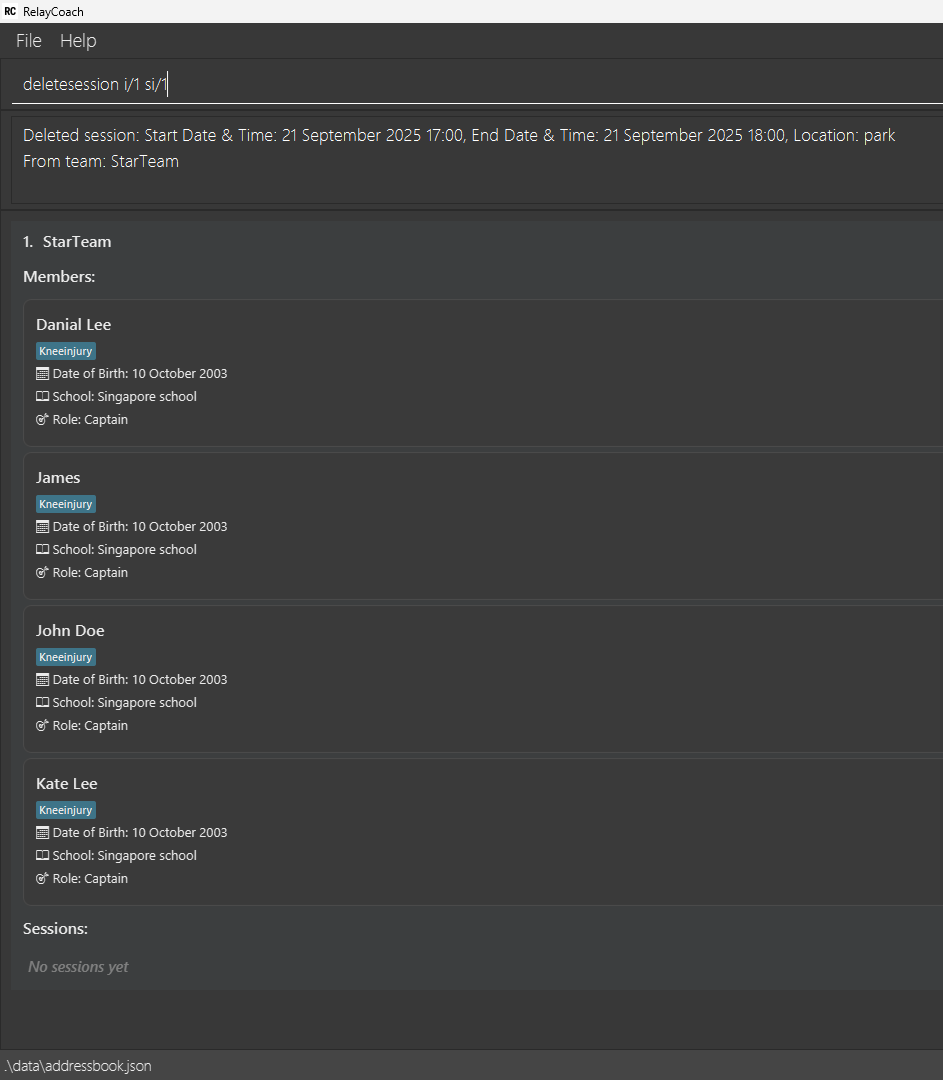 RC RelayCoach
File Help
deletesession i/1 si/1
Deleted session: Start Date & Time: 21 September 2025 17:00, End Date & Time: 21 September 2025 18:00, Location: park
From team: StarTeam
1. StarTeam
Members:
Danial Lee
Kneeinjury
Date of Birth: 10 October 2003
School: Singapore school
Role: Captain
James
Kneeinjury
Date of Birth: 10 October 2003
School: Singapore school
Role: Captain
John Doe
Kneeinjury
Date of Birth: 10 October 2003
School: Singapore school
Role: Captain
Kate Lee
Kneeinjury
Date of Birth: 10 October 2003
School: Singapore school
Role: Captain
Sessions:
No sessions yet
.\data\addressbook.json